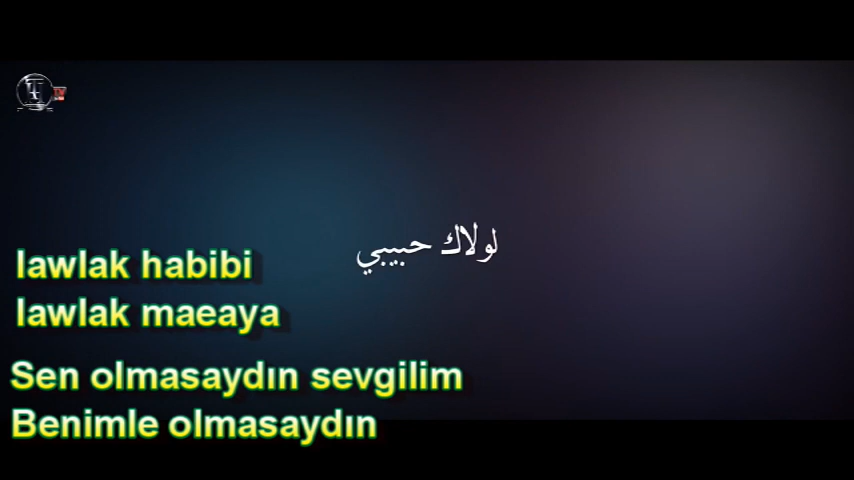 لولاك حبيبي
lawlak habibi
lawlak maeaya
Sen olmasaydın sevgilim
Benimle olmasaydın